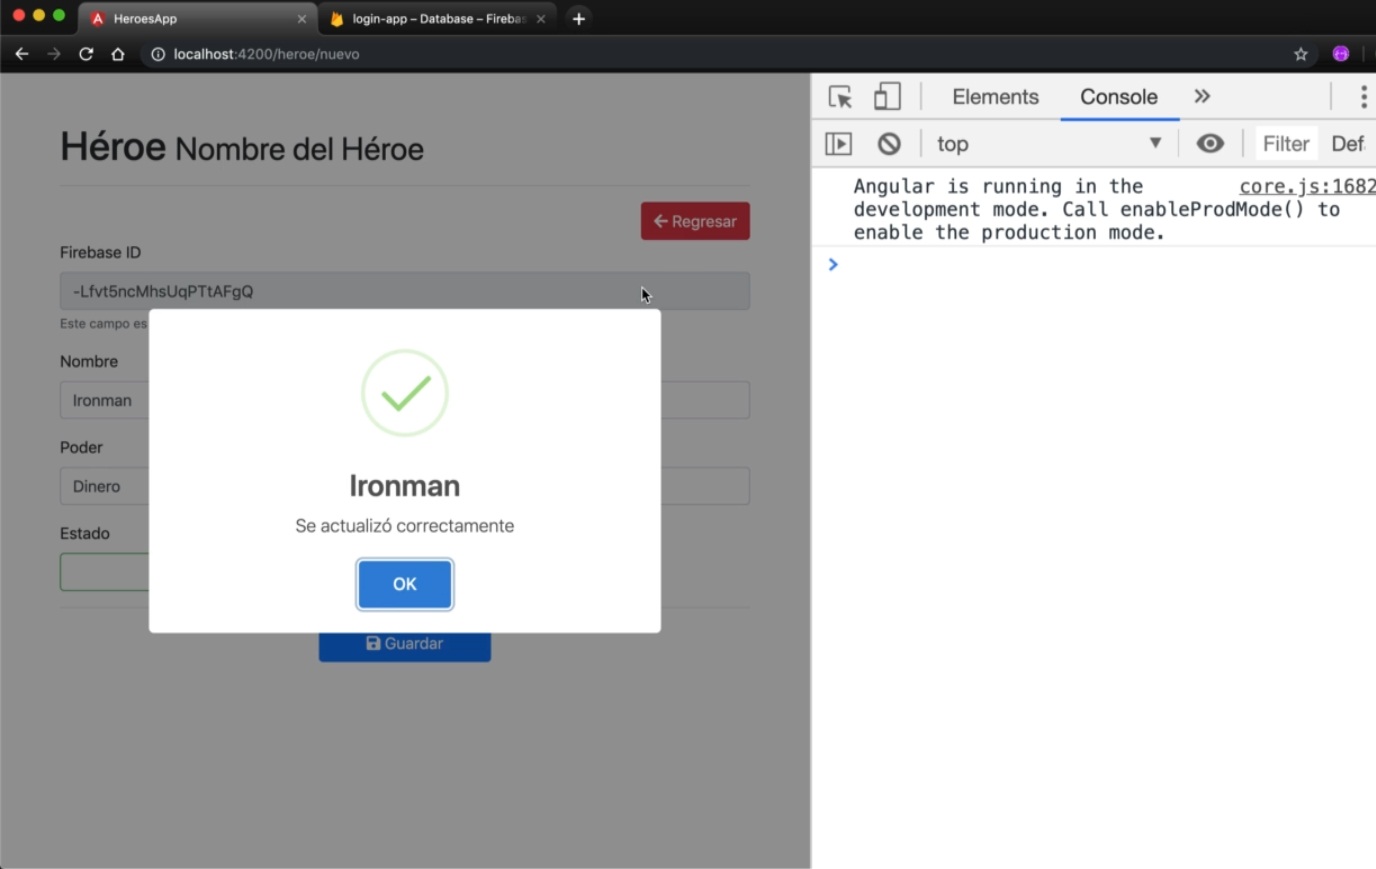 HeroesApp
login-app – Database – Fireba
localhost:4200/heroe/nuevo
Elements
Console
top
Filter
Def
Angular is running in the
core.js:1682
development mode. Call enableProdMode() to
enable the production mode.
Héroe Nombre del Héroe
Regresar
Firebase ID
-Lfvt5ncMhsUqPTtAFgQ
Este campo es
Nombre
Ironman
Poder
Dinero
Estado
Ironman
Se actualizó correctamente
OK
Guardar